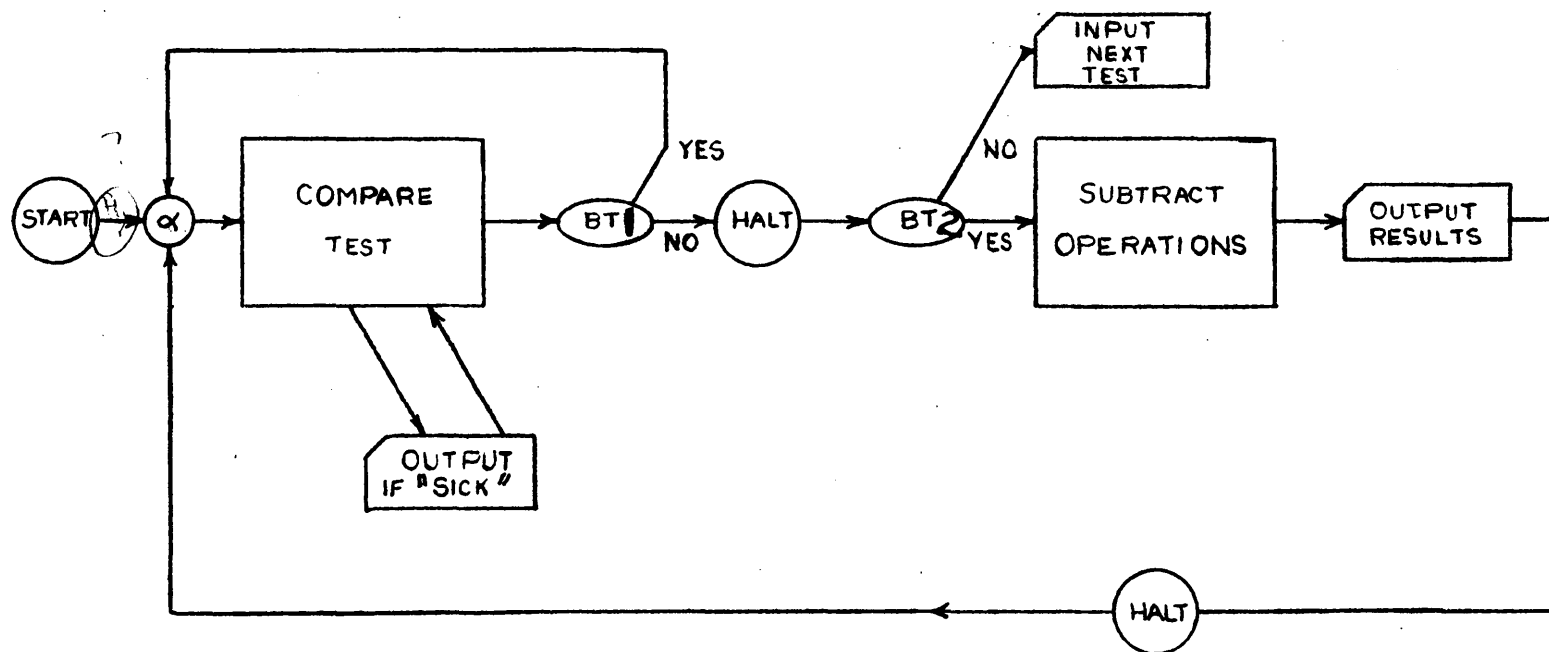 INPUT
NEXT
TEST
YES
NO
START
α
COMPARE
TEST
BT1
NO
HALT
BT2
YES
SUBTRACT
OPERATIONS
OUTPUT
RESULTS
OUTPUT
IF "SICK"
HALT